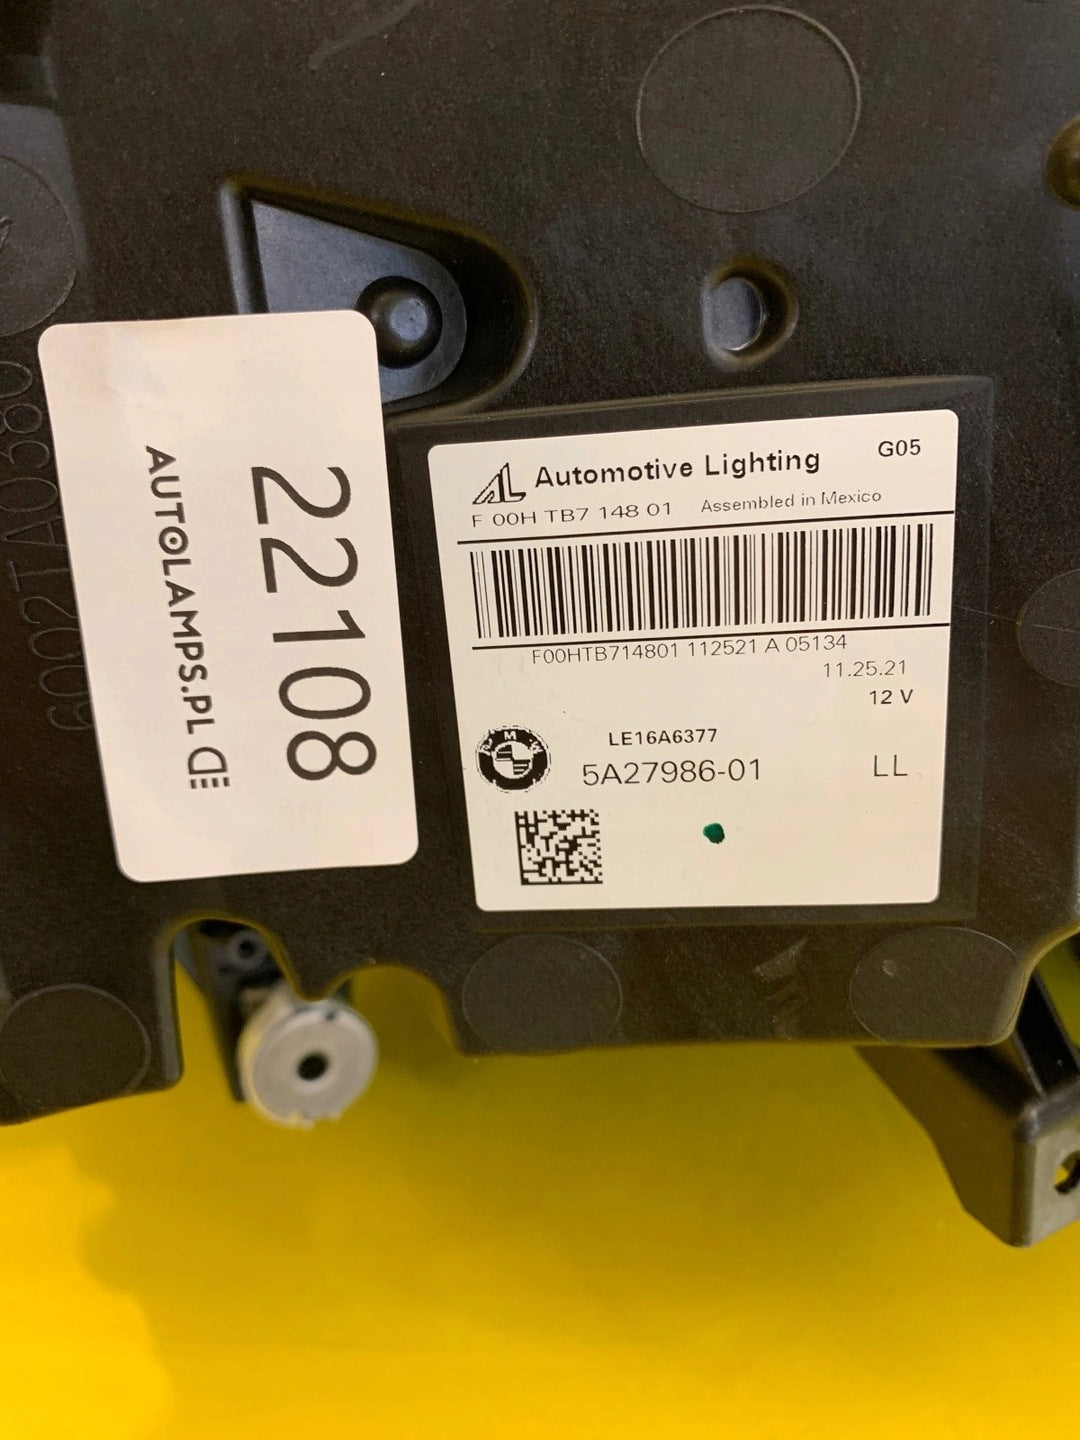 22108
AUTOLAMPS.PL
Automotive Lighting
G05
F 00H TB7 148 01 Assembled in Mexico
F00HTB714801 112521 A 05134
11.25.21
12 V
BMW
LE16A6377
5A27986-01 LL